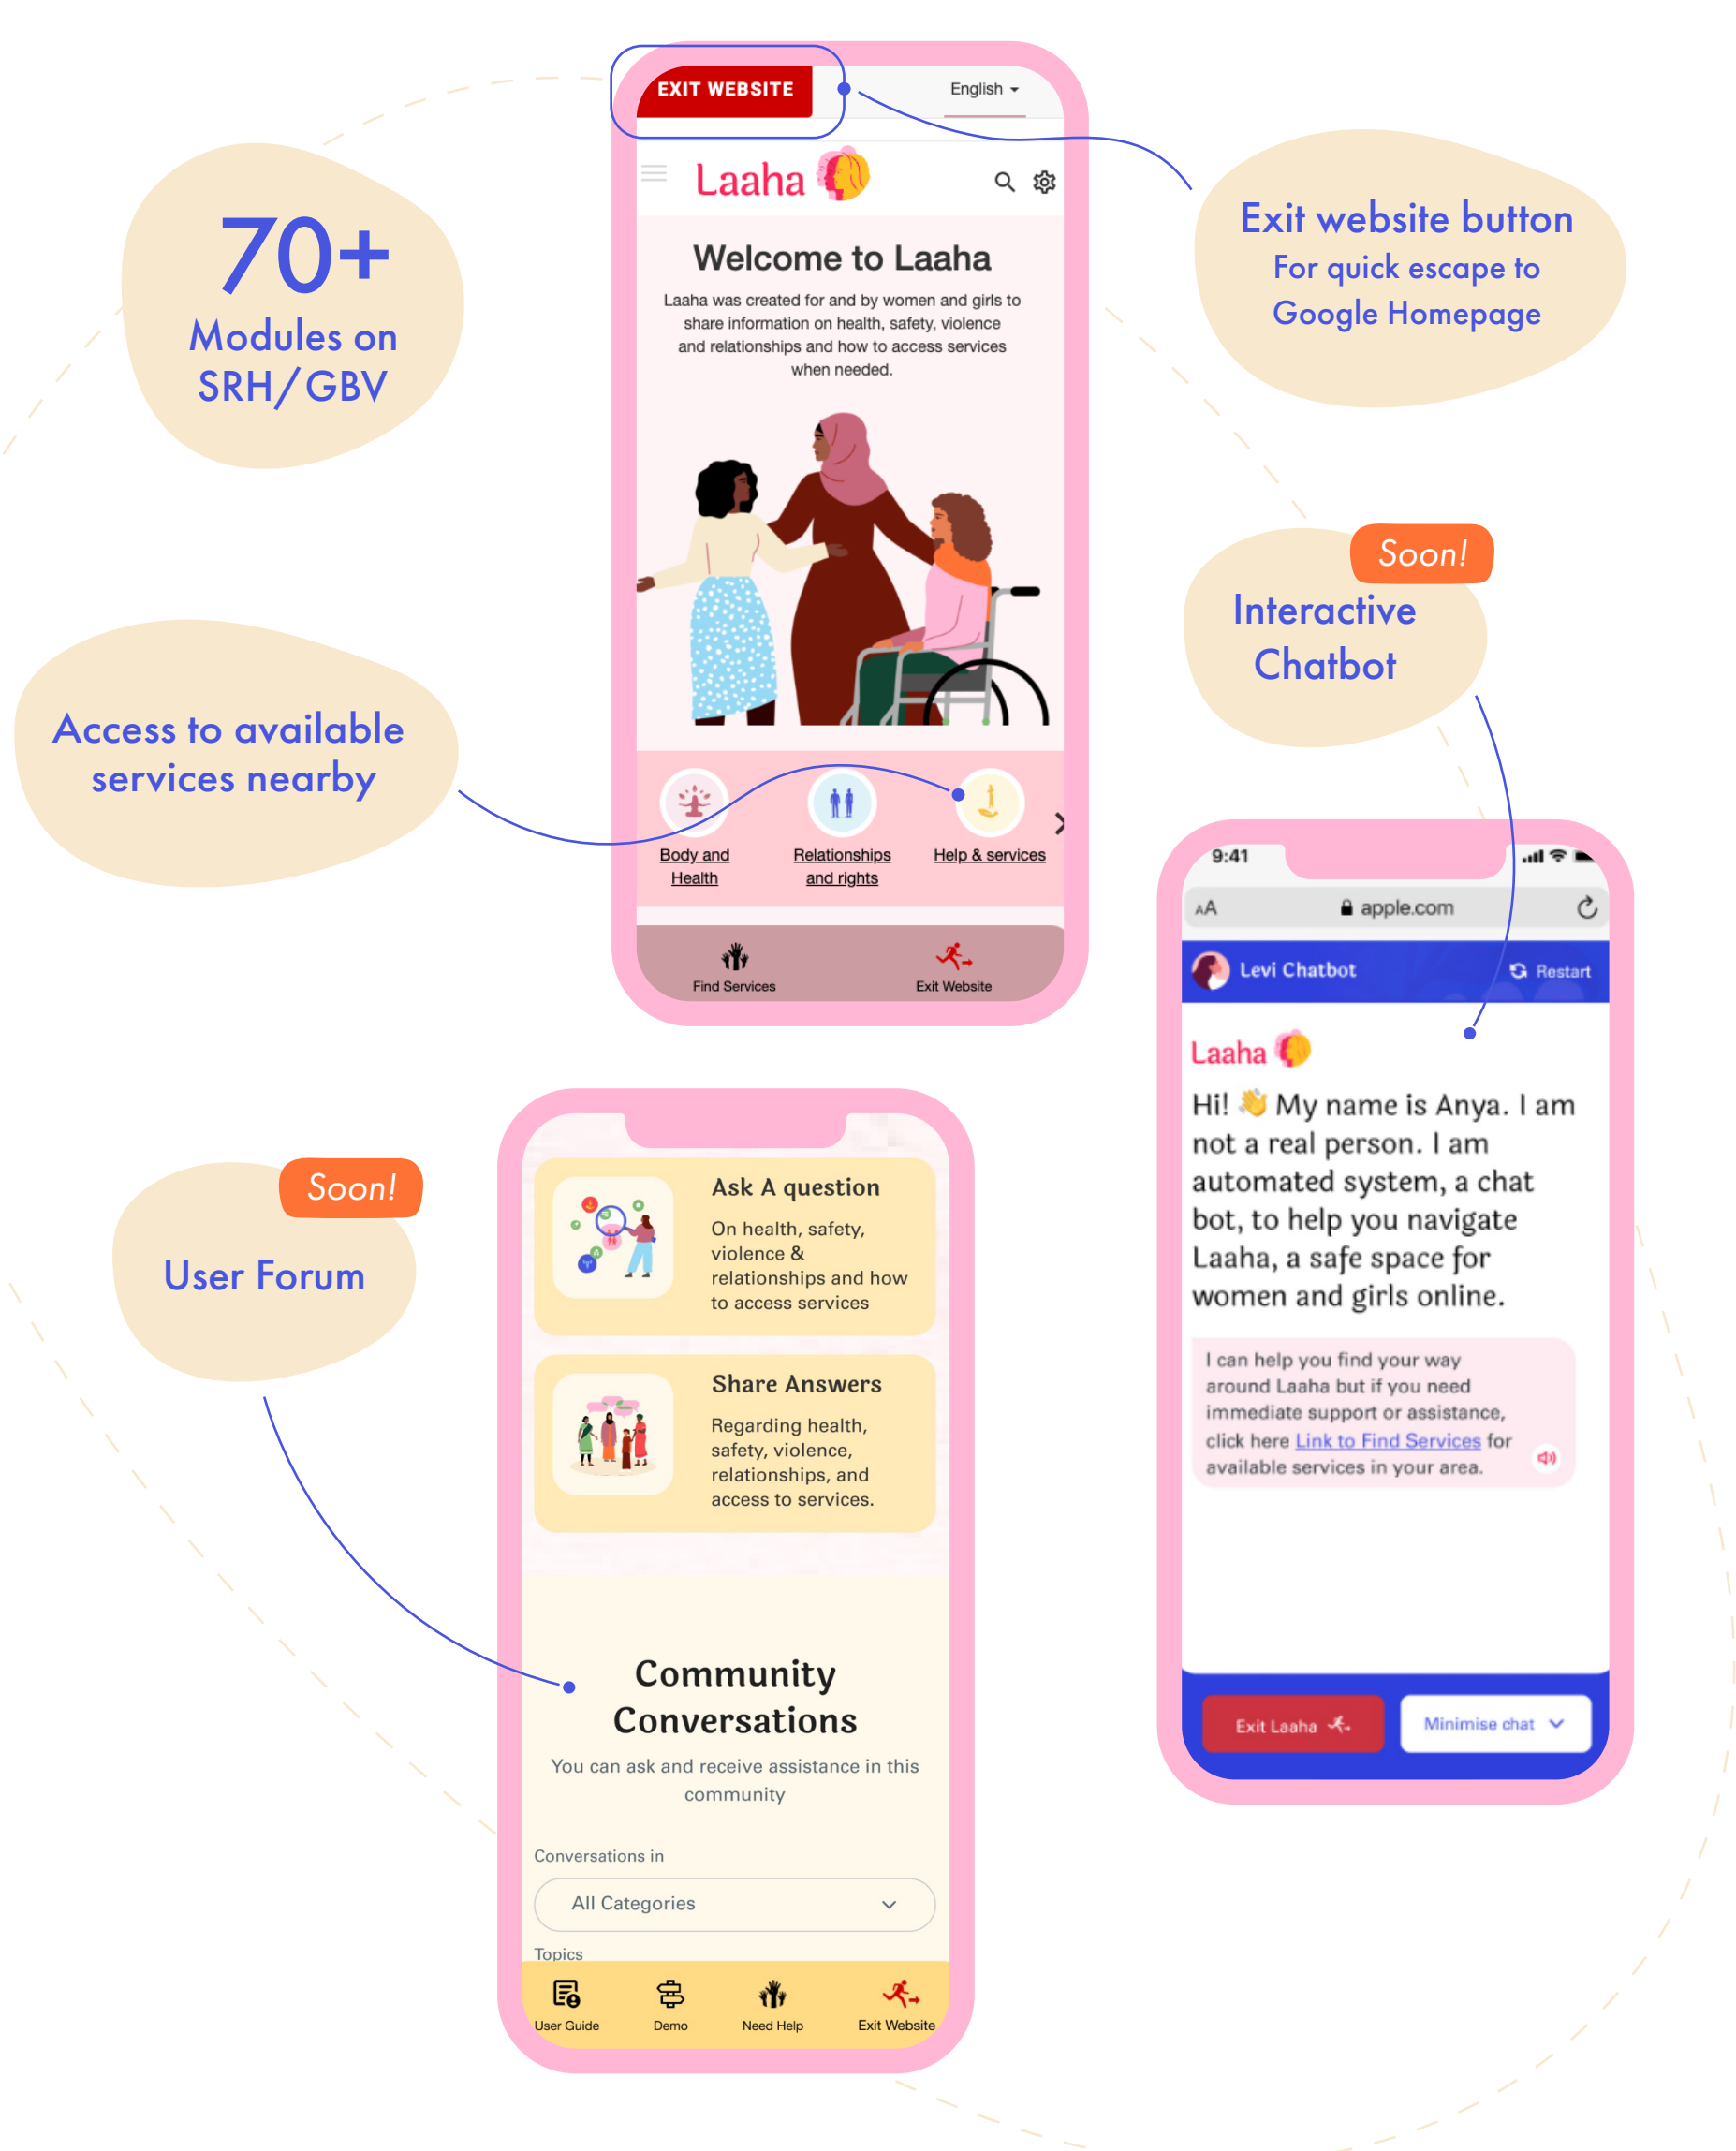 70+
Modules on
SRH/GBV
EXIT WEBSITE
English
Laaha
Welcome to Laaha
Laaha was created for and by women and girls to
share information on health, safety, violence
and relationships and how to access services
when needed.
Body and
Health
Relationships
and rights
Help & services
Find Services
Exit Website
Exit website button
For quick escape to
Google Homepage
Access to available
services nearby
Soon!
Interactive
Chatbot
9:41
AA
apple.com
Levi Chatbot
Restart
Laaha
Hi! 👋 My name is Anya. I am
not a real person. I am
automated system, a chat
bot, to help you navigate
Laaha, a safe space for
women and girls online.
I can help you find your way
around Laaha but if you need
immediate support or assistance,
click here Link to Find Services for
available services in your area.
Exit Laaha
Minimise chat
Soon!
User Forum
Ask A question
On health, safety,
violence &
relationships and how
to access services
Share Answers
Regarding health,
safety, violence,
relationships, and
access to services.
Community
Conversations
You can ask and receive assistance in this
community
Conversations in
All Categories
Topics
User Guide
Demo
Need Help
Exit Website